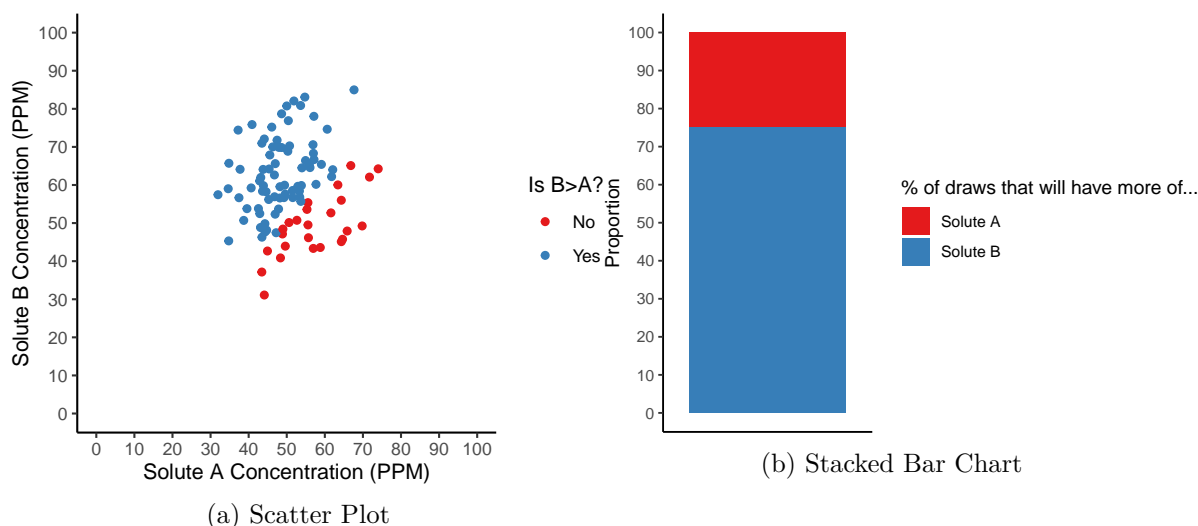 100
90
80
70
60
50
40
30
20
10
0
Solute B Concentration (PPM)
0 10 20 30 40 50 60 70 80 90 100
Solute A Concentration (PPM)
Is B>A?
No
Yes
(a) Scatter Plot
100
90
80
70
60
50
40
30
20
10
0
Proportion
% of draws that will have more of...
Solute A
Solute B
(b) Stacked Bar Chart